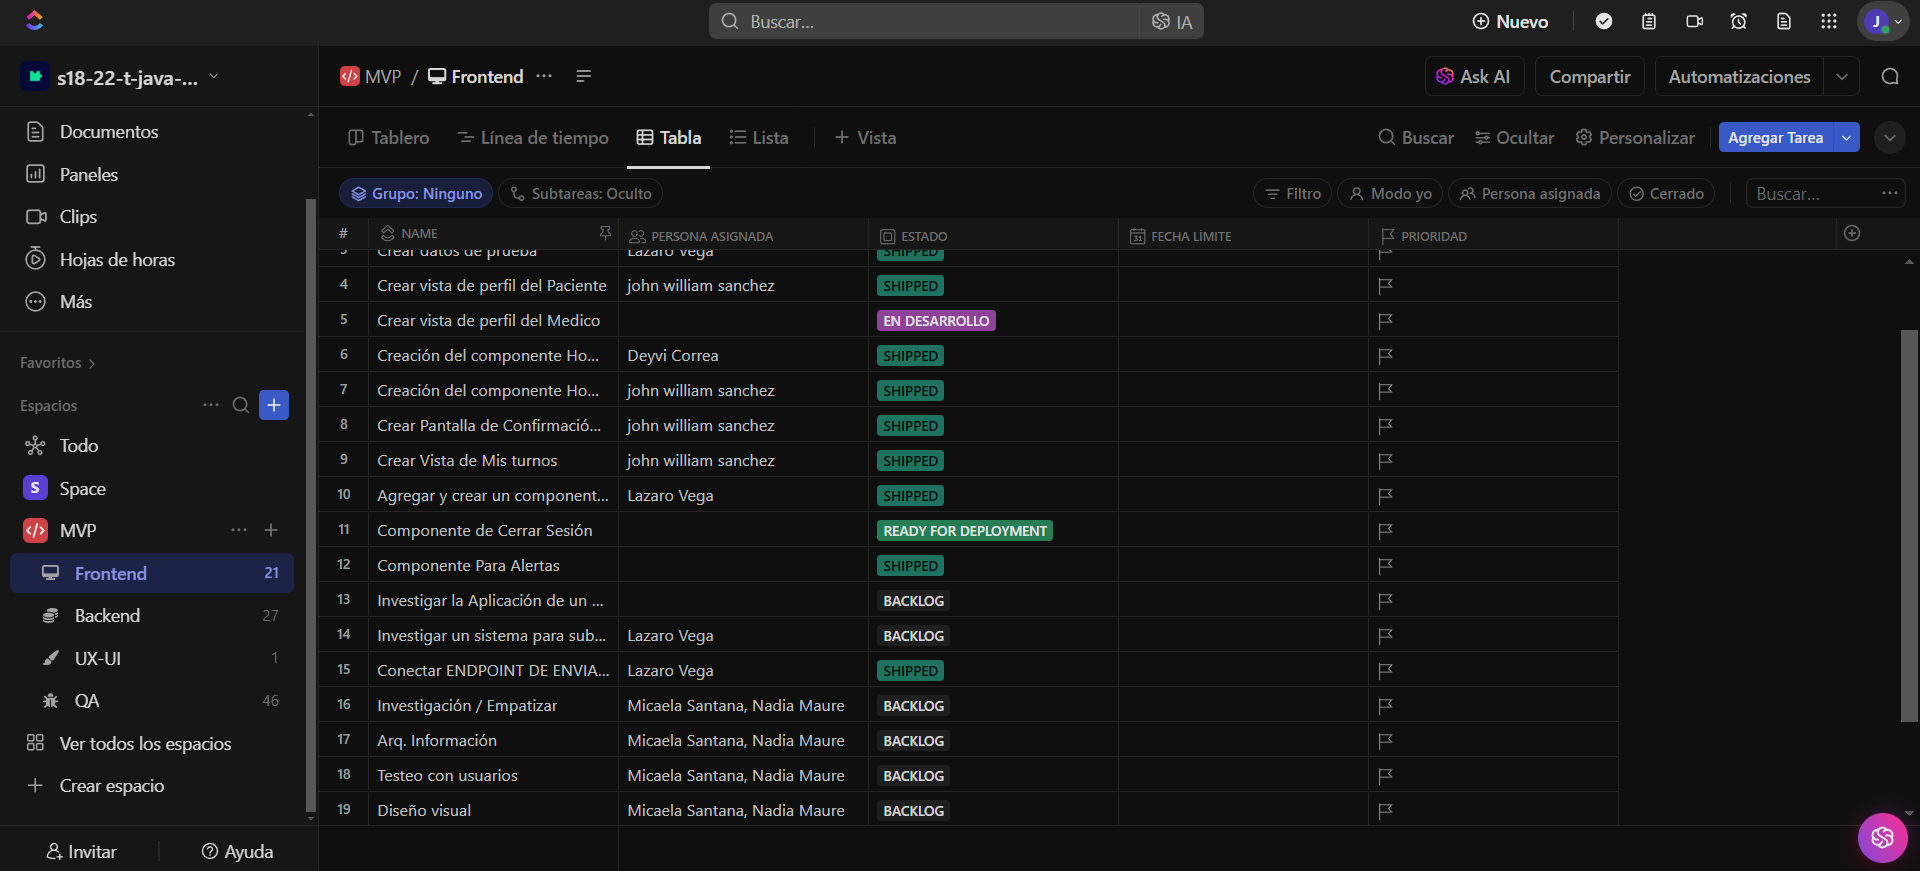 Buscar...
IA
Nuevo
J
s18-22-t-java-...
MVP / Frontend
Ask AI
Compartir
Automatizaciones
Documentos
Paneles
Clips
Hojas de horas
Más
Favoritos
Espacios
Todo
S Space
MVP
Frontend 21
Backend 27
UX-UI 1
QA 46
Ver todos los espacios
Crear espacio
Invitar
Ayuda
Tablero
Línea de tiempo
Tabla
Lista
Vista
Buscar
Ocultar
Personalizar
Agregar Tarea
Grupo: Ninguno
Subtareas: Oculto
Filtro
Modo yo
Persona asignada
Cerrado
Buscar...
# NAME PERSONA ASIGNADA ESTADO 31 FECHA LÍMITE PRIORIDAD
3 Crear datos de prueba Lazaro Vega SHIPPED
4 Crear vista de perfil del Paciente john william sanchez SHIPPED
5 Crear vista de perfil del Medico EN DESARROLLO
6 Creación del componente Ho... Deyvi Correa SHIPPED
7 Creación del componente Ho... john william sanchez SHIPPED
8 Crear Pantalla de Confirmació... john william sanchez SHIPPED
9 Crear Vista de Mis turnos john william sanchez SHIPPED
10 Agregar y crear un component... Lazaro Vega SHIPPED
11 Componente de Cerrar Sesión READY FOR DEPLOYMENT
12 Componente Para Alertas SHIPPED
13 Investigar la Aplicación de un ... BACKLOG
14 Investigar un sistema para sub... Lazaro Vega BACKLOG
15 Conectar ENDPOINT DE ENVIA... Lazaro Vega SHIPPED
16 Investigación / Empatizar Micaela Santana, Nadia Maure BACKLOG
17 Arq. Información Micaela Santana, Nadia Maure BACKLOG
18 Testeo con usuarios Micaela Santana, Nadia Maure BACKLOG
19 Diseño visual Micaela Santana, Nadia Maure BACKLOG